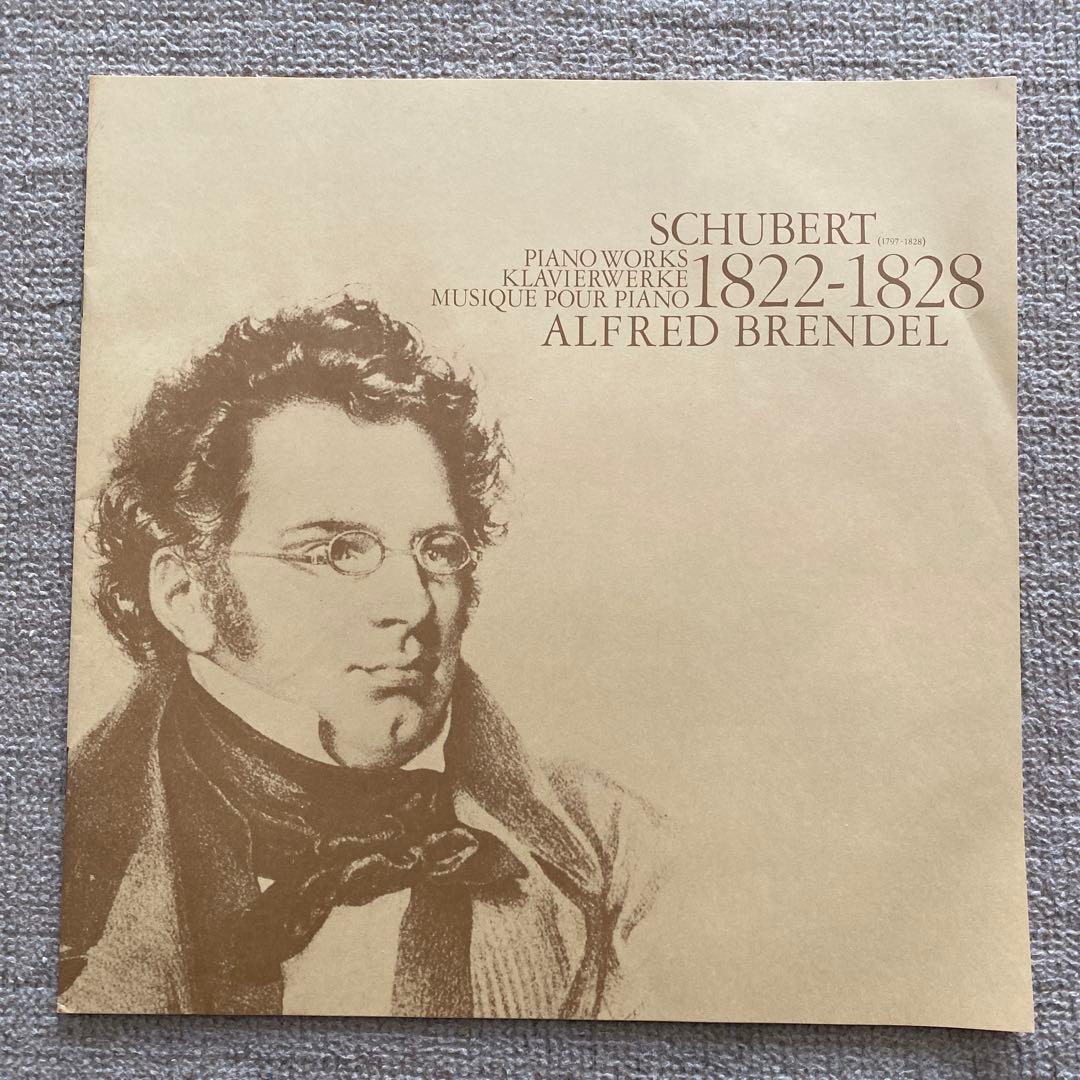 SCHUBERT (1797-1828)
PIANO WORKS
KLAVIERWERKE
MUSIQUE POUR PIANO
1822-1828
ALFRED BRENDEL